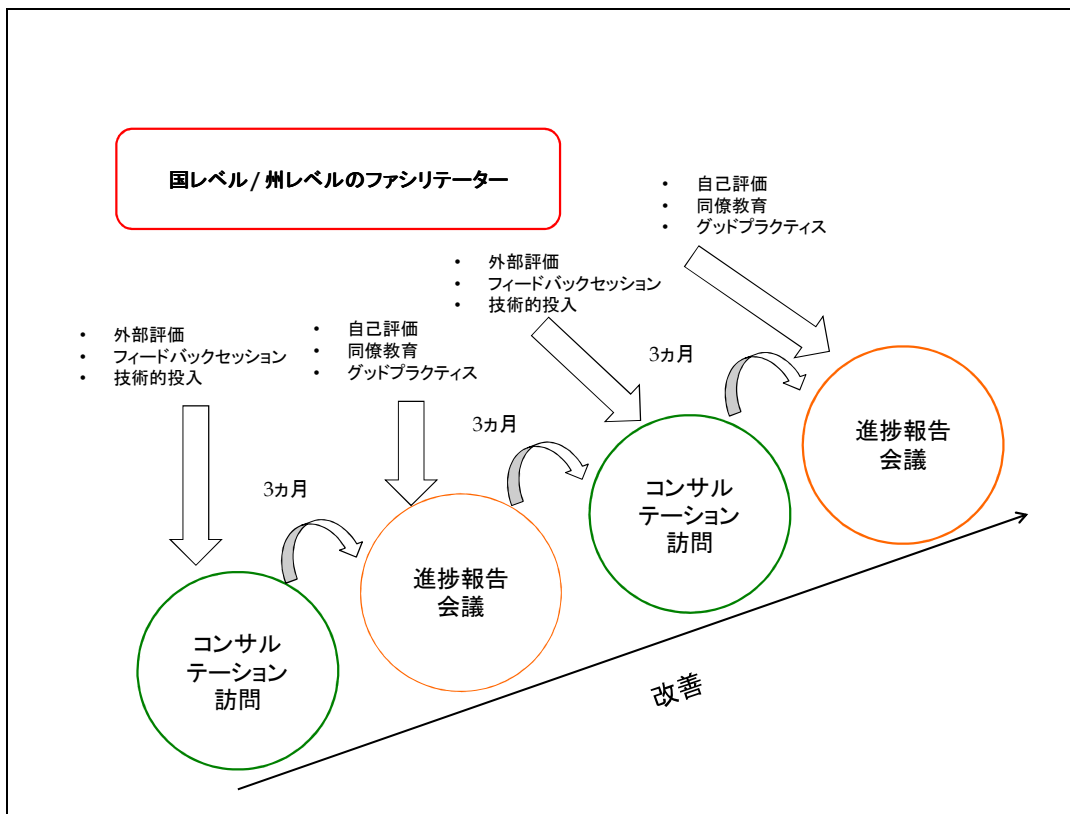 国レベル / 州レベルのファシリテーター
• 自己評価
• 同僚教育
• グッドプラクティス
• 外部評価
• フィードバックセッション
• 技術的投入
• 外部評価
• フィードバックセッション
• 技術的投入
• 自己評価
• 同僚教育
• グッドプラクティス
3ヵ月
3ヵ月
3ヵ月
コンサル
テーション
訪問
進捗報告
会議
コンサル
テーション
訪問
進捗報告
会議
改善